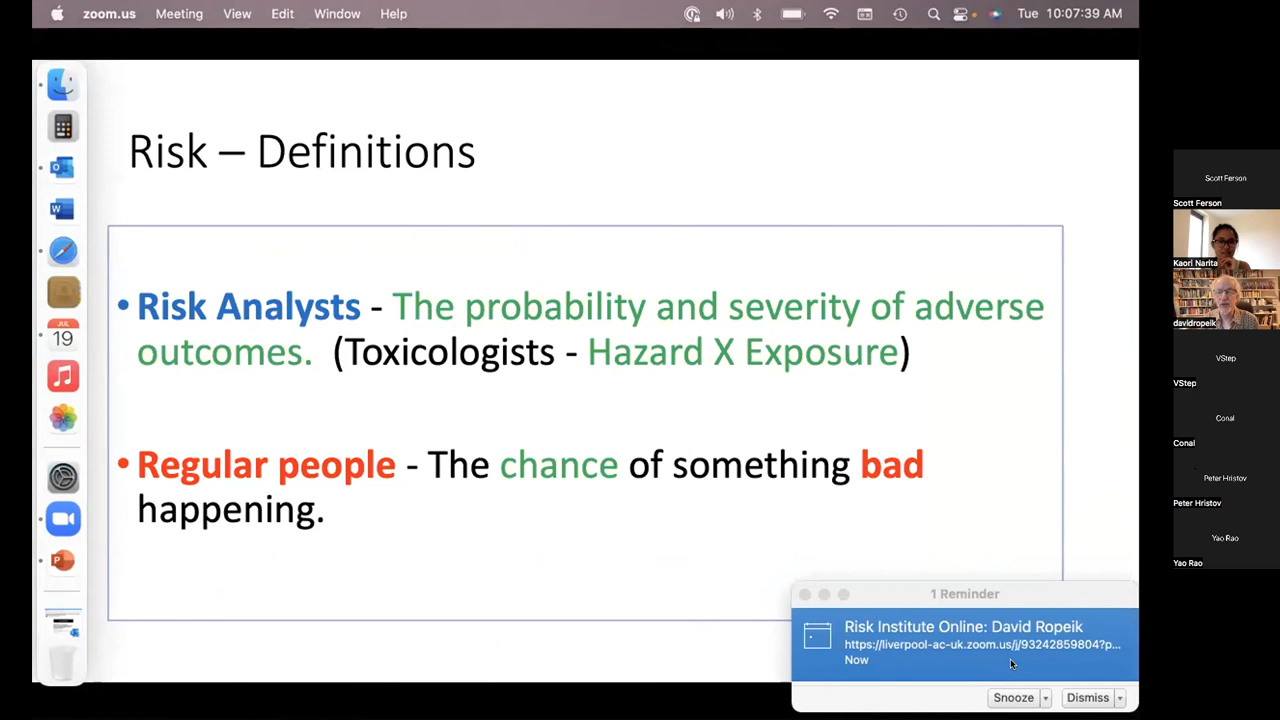 zoom.us Meeting View Edit Window Help Tue 10:07:39 AM
Risk – Definitions
• Risk Analysts - The probability and severity of adverse
outcomes. (Toxicologists - Hazard X Exposure)
• Regular people - The chance of something bad
happening.
JUL
19
1 Reminder
Risk Institute Online: David Ropeik
https://liverpool-ac-uk.zoom.us/j/93242859804?p...
Now
Snooze Dismiss
Scott Ferson
Scott Ferson
Kaori Narita
davidropeik
VStep
VStep
Conal
Conal
Peter Hristov
Peter Hristov
Yao Rao
Yao Rao